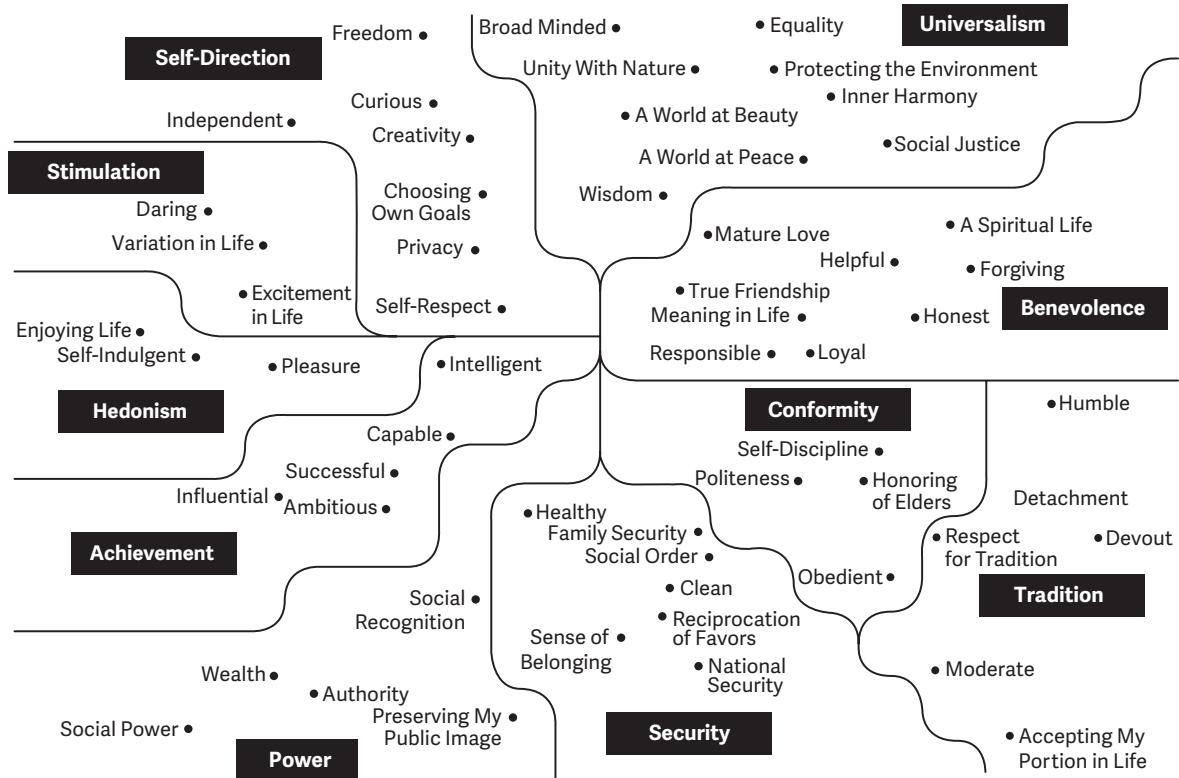 Self-Direction
Freedom
Curious
Creativity
Independent
Choosing
Own Goals
Privacy
Self-Respect
Universalism
Broad Minded
Equality
Unity With Nature
Protecting the Environment
Inner Harmony
A World at Beauty
Social Justice
A World at Peace
Wisdom
Stimulation
Daring
Variation in Life
Excitement
in Life
Mature Love
A Spiritual Life
Helpful
Forgiving
True Friendship
Meaning in Life
Honest
Benevolence
Responsible
Loyal
Enjoying Life
Self-Indulgent
Pleasure
Hedonism
Intelligent
Capable
Successful
Influential
Ambitious
Achievement
Conformity
Self-Discipline
Politeness
Honoring
of Elders
Obedient
Humble
Detachment
Respect
for Tradition
Devout
Tradition
Moderate
Accepting My
Portion in Life
Healthy
Family Security
Social Order
Clean
Reciprocation
of Favors
Sense of
Belonging
National
Security
Security
Social
Recognition
Wealth
Authority
Preserving My
Public Image
Social Power
Power